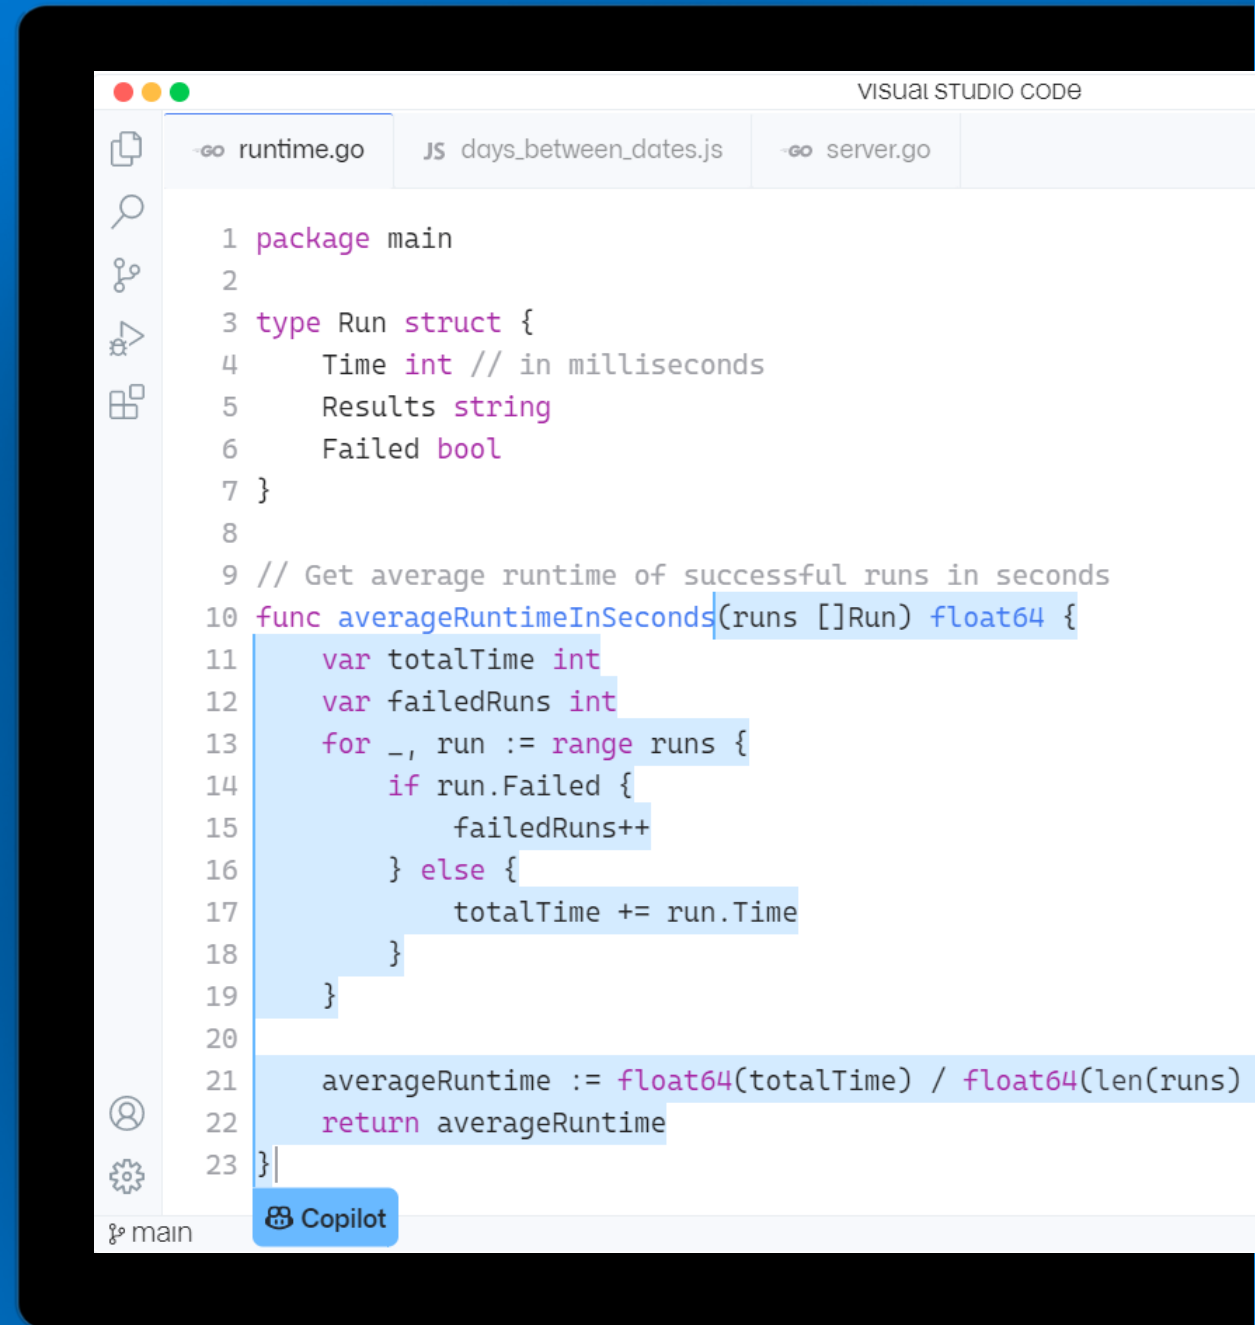 VISUAL STUDIO CODE
GO runtime.go
JS days_between_dates.js
GO server.go
1 package main
2
3 type Run struct {
4     Time int // in milliseconds
5     Results string
6     Failed bool
7 }
8
9 // Get average runtime of successful runs in seconds
10 func averageRuntimeInSeconds(runs []Run) float64 {
11     var totalTime int
12     var failedRuns int
13     for _, run := range runs {
14         if run.Failed {
15             failedRuns++
16         } else {
17             totalTime += run.Time
18         }
19     }
20
21     averageRuntime := float64(totalTime) / float64(len(runs)
22     return averageRuntime
23 }
Copilot
main